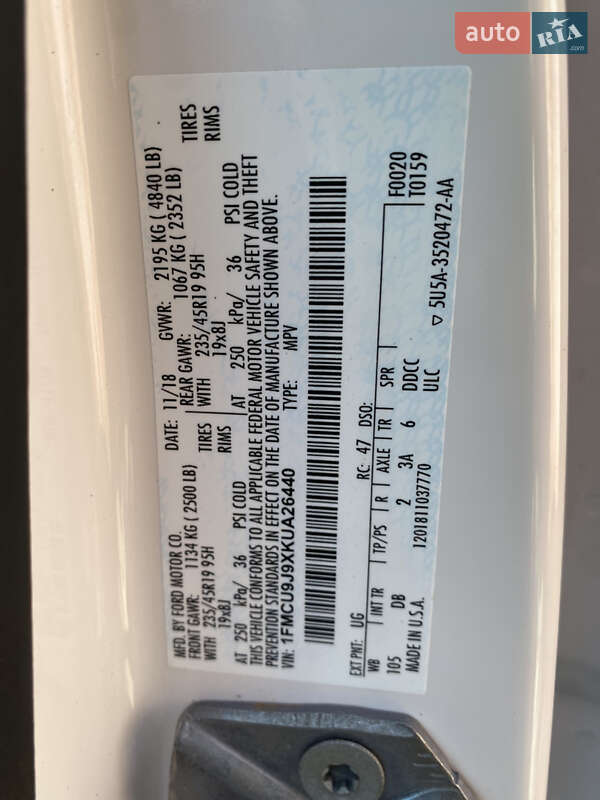 auto RIA .com
MFD. BY FORD MOTOR CO. DATE: 11/18 GVWR: 2195 KG ( 4840 LB)
FRONT GAWR: 1134 KG ( 2500 LB) REAR GAWR: 1067 KG ( 2352 LB)
WITH 235/45R19 95H TIRES WITH 235/45R19 95H TIRES
19x8J RIMS 19x8J RIMS
AT 250 kPa/ 36 PSI COLD AT 250 kPa/ 36 PSI COLD
THIS VEHICLE CONFORMS TO ALL APPLICABLE FEDERAL MOTOR VEHICLE SAFETY AND THEFT
PREVENTION STANDARDS IN EFFECT ON THE DATE OF MANUFACTURE SHOWN ABOVE.
VIN: 1FMCU9J9XKUA26440 TYPE: MPV
EXT PNT: UG RC: 47 DSO: F0020
WB INT TR TP/PS R AXLE TR SPR T0159
105 DB 2 3A 6 DDCC
MADE IN U.S.A. 1201811037770 ULC ▽ 5U5A-3520472-AA